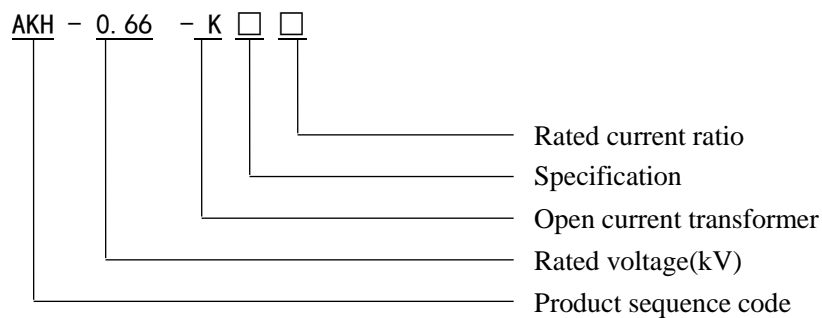 AKH - 0.66 - K □ □
Rated current ratio
Specification
Open current transformer
Rated voltage(kV)
Product sequence code